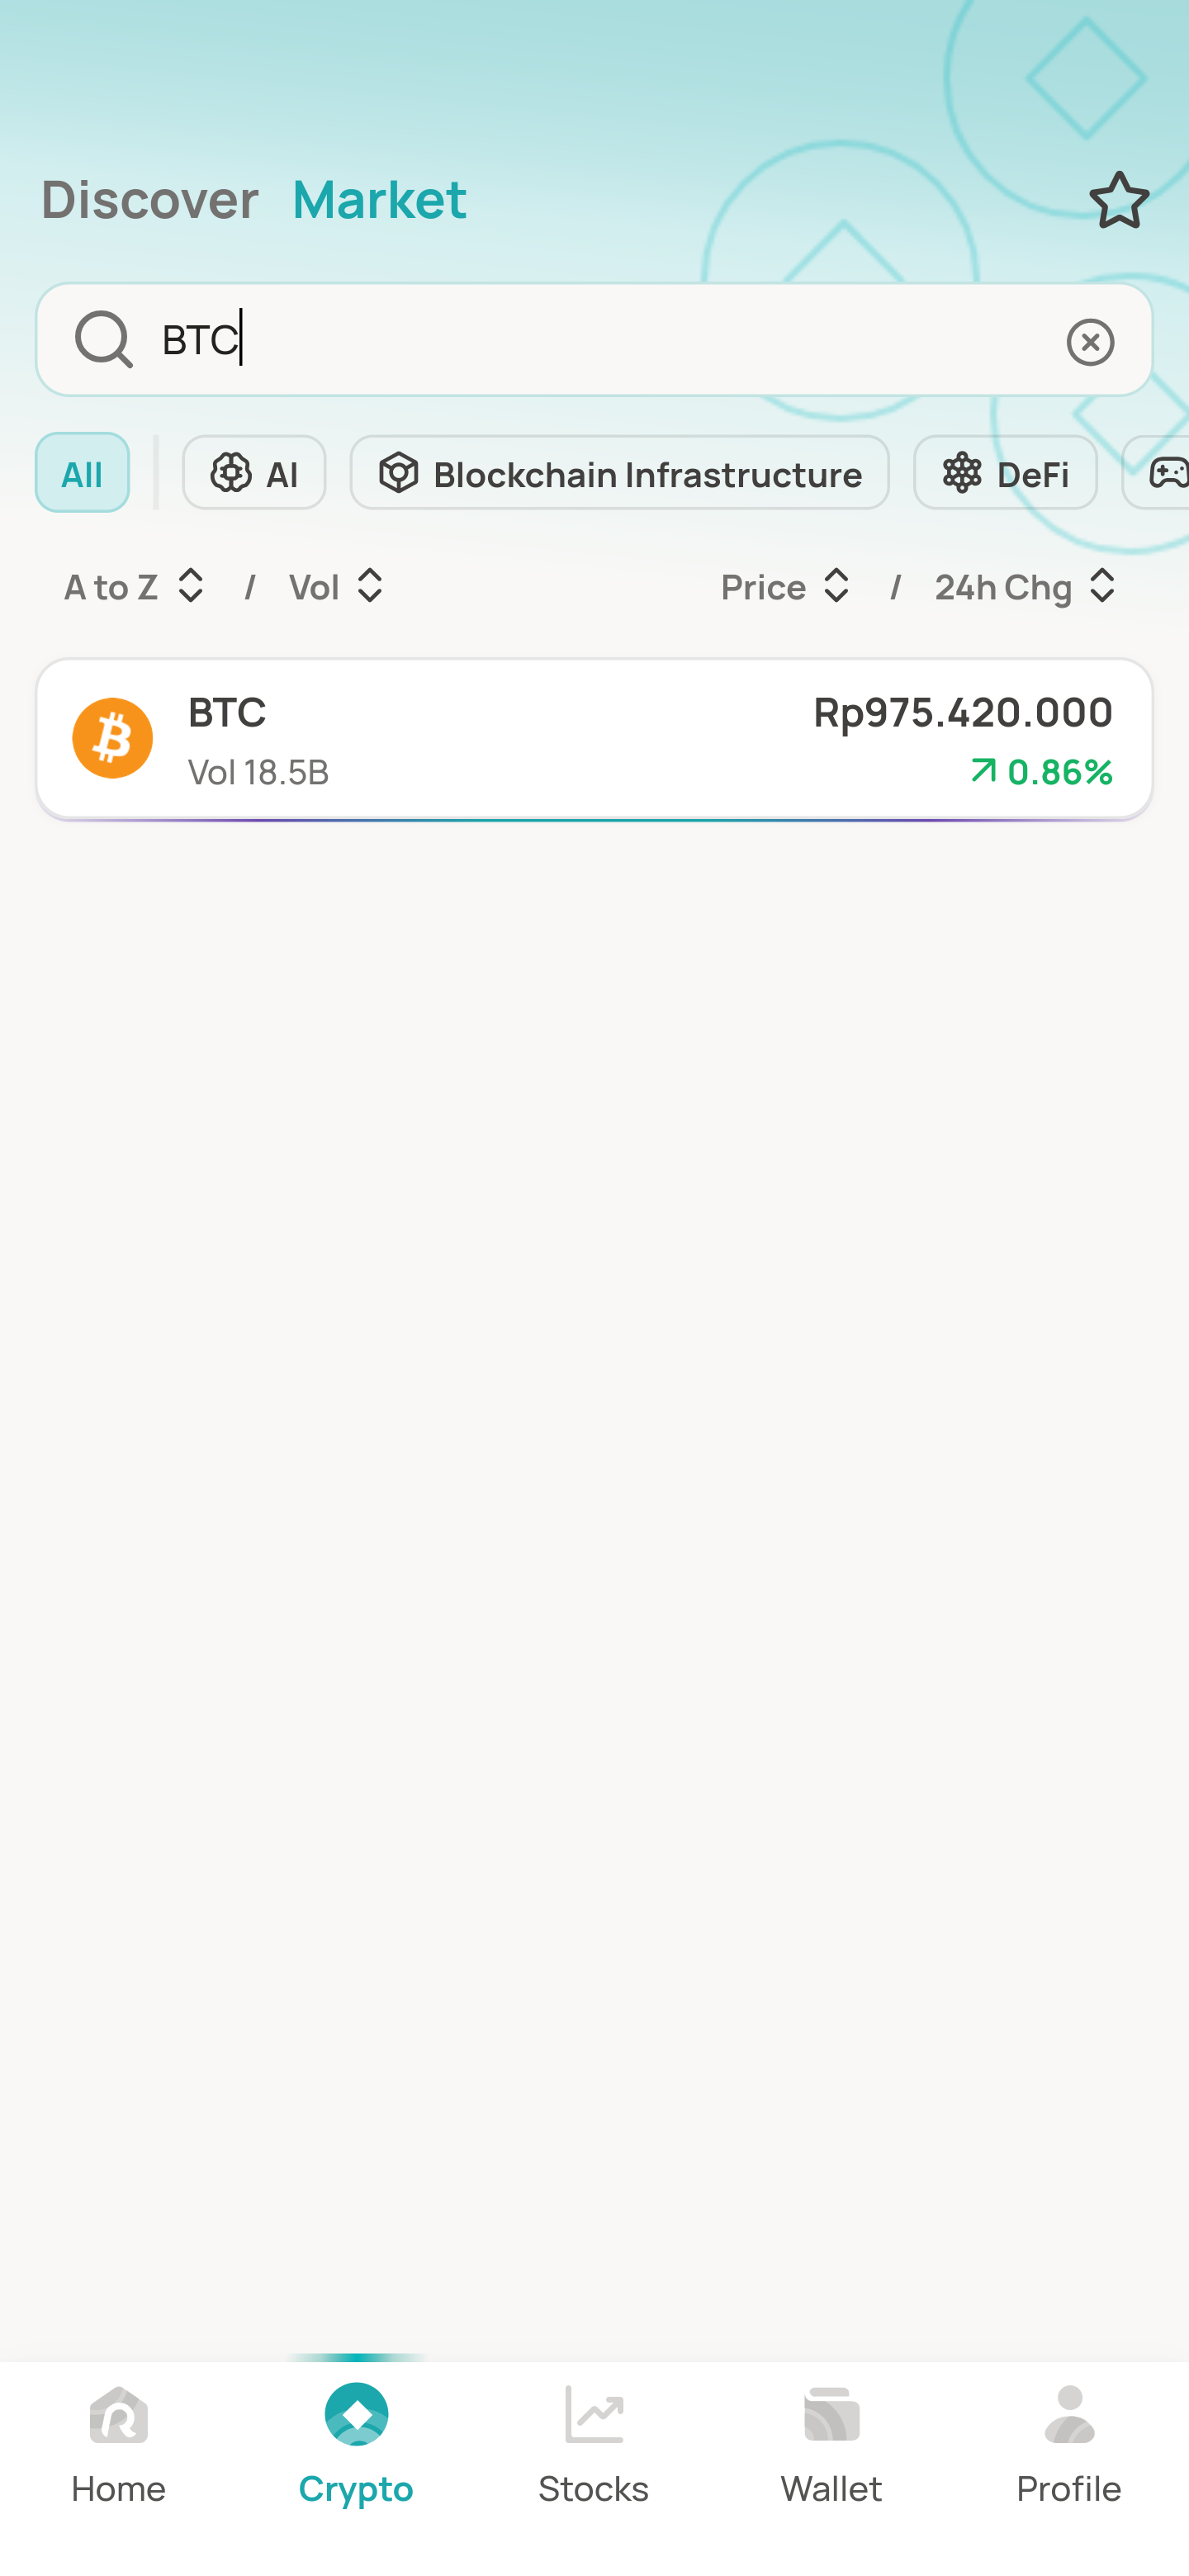 Discover Market
BTC
All AI Blockchain Infrastructure DeFi
A to Z / Vol Price / 24h Chg
BTC Rp975.420.000
Vol 18.5B 0.86%
Home Crypto Stocks Wallet Profile